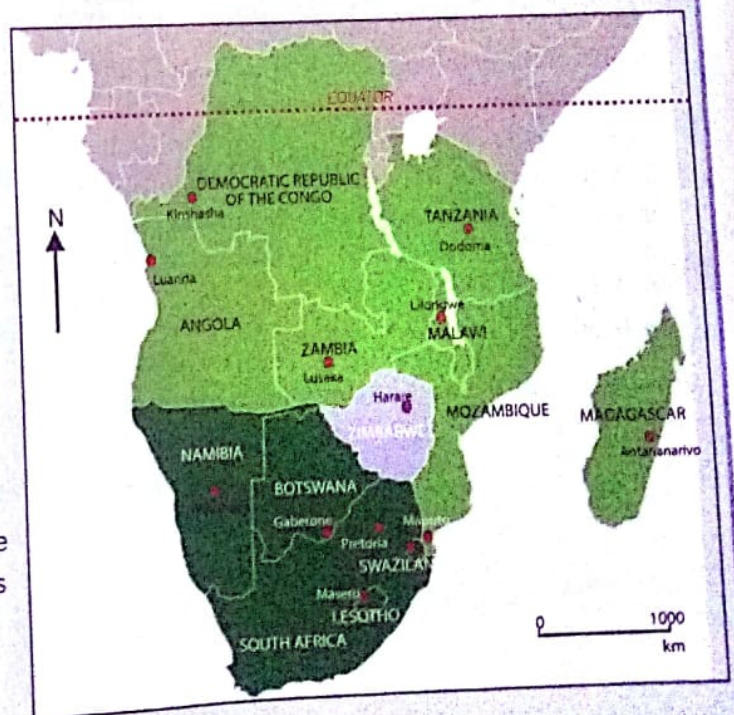 EQUATOR
DEMOCRATIC REPUBLIC
OF THE CONGO
Kinshasha
N
TANZANIA
Dodoma
Luanda
Lilongwe
MALAWI
ANGOLA
ZAMBIA
Lusaka
Harare
ZIMBABWE
MOZAMBIQUE
MADAGASCAR
Antananarivo
NAMIBIA
BOTSWANA
Gaberone
Pretoria
Maputo
SWAZILAN
Maseru
LESOTHO
SOUTH AFRICA
0 1000
km
e
s